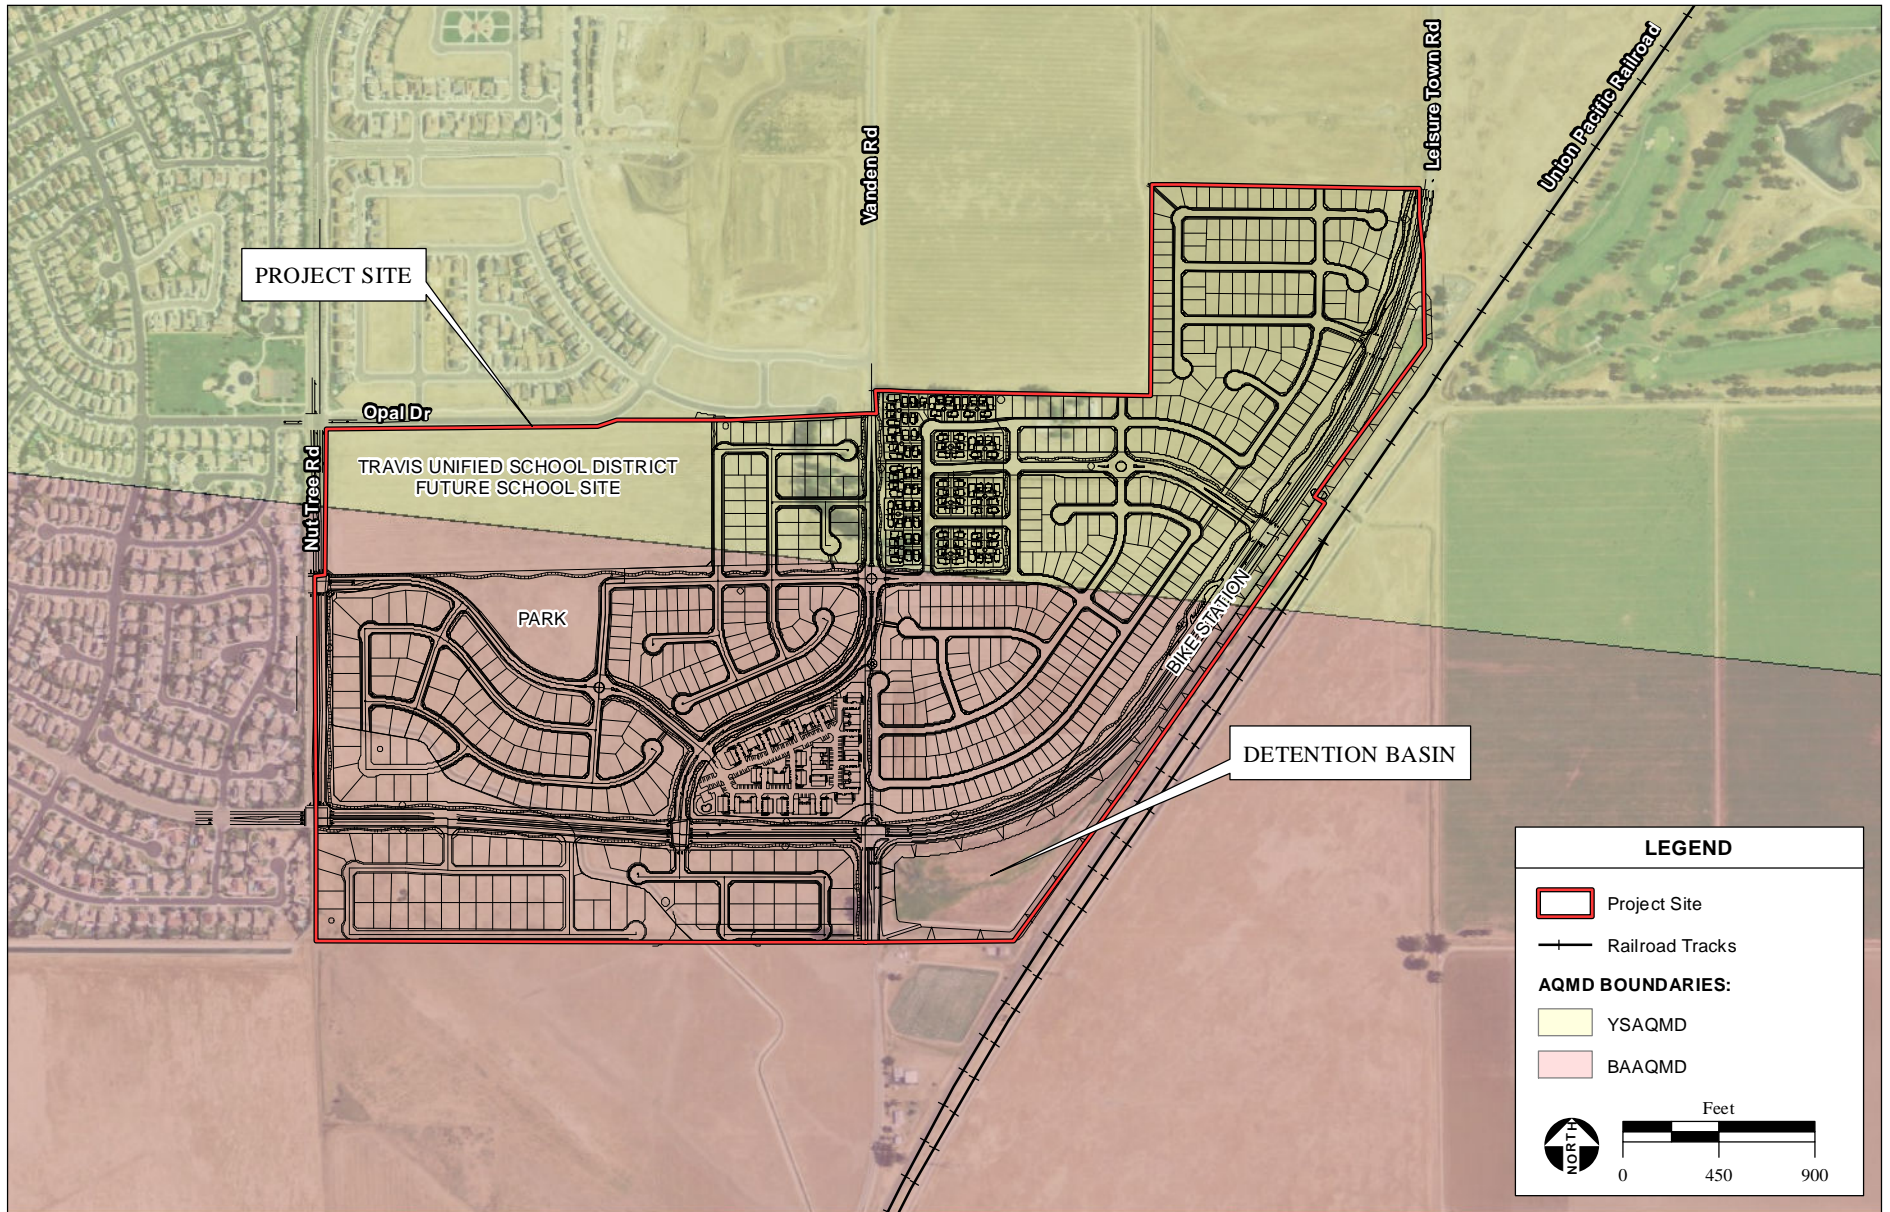 Leisure Town Rd
Union Pacific Railroad
Vanden Rd
PROJECT SITE
Opal Dr
Nut Tree Rd
TRAVIS UNIFIED SCHOOL DISTRICT
FUTURE SCHOOL SITE
PARK
BIKE STATION
DETENTION BASIN
LEGEND
Project Site
Railroad Tracks
AQMD BOUNDARIES:
YSAQMD
BAAQMD
Feet
NORTH
0 450 900